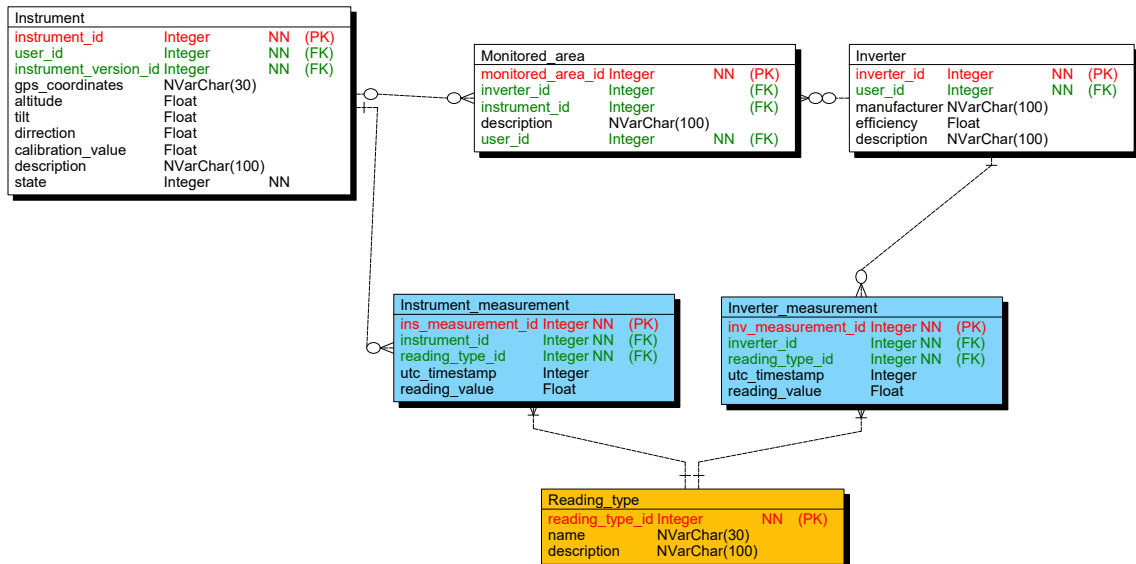 Instrument
instrument_id Integer NN (PK)
user_id Integer NN (FK)
instrument_version_id Integer NN (FK)
gps_coordinates NVarChar(30)
altitude Float
tilt Float
dirrection Float
calibration_value Float
description NVarChar(100)
state Integer NN
Monitored_area
monitored_area_id Integer NN (PK)
inverter_id Integer (FK)
instrument_id Integer (FK)
description NVarChar(100)
user_id Integer NN (FK)
Inverter
inverter_id Integer NN (PK)
user_id Integer NN (FK)
manufacturer NVarChar(100)
efficiency Float
description NVarChar(100)
Instrument_measurement
ins_measurement_id Integer NN (PK)
instrument_id Integer NN (FK)
reading_type_id Integer NN (FK)
utc_timestamp Integer
reading_value Float
Inverter_measurement
inv_measurement_id Integer NN (PK)
inverter_id Integer NN (FK)
reading_type_id Integer NN (FK)
utc_timestamp Integer
reading_value Float
Reading_type
reading_type_id Integer NN (PK)
name NVarChar(30)
description NVarChar(100)